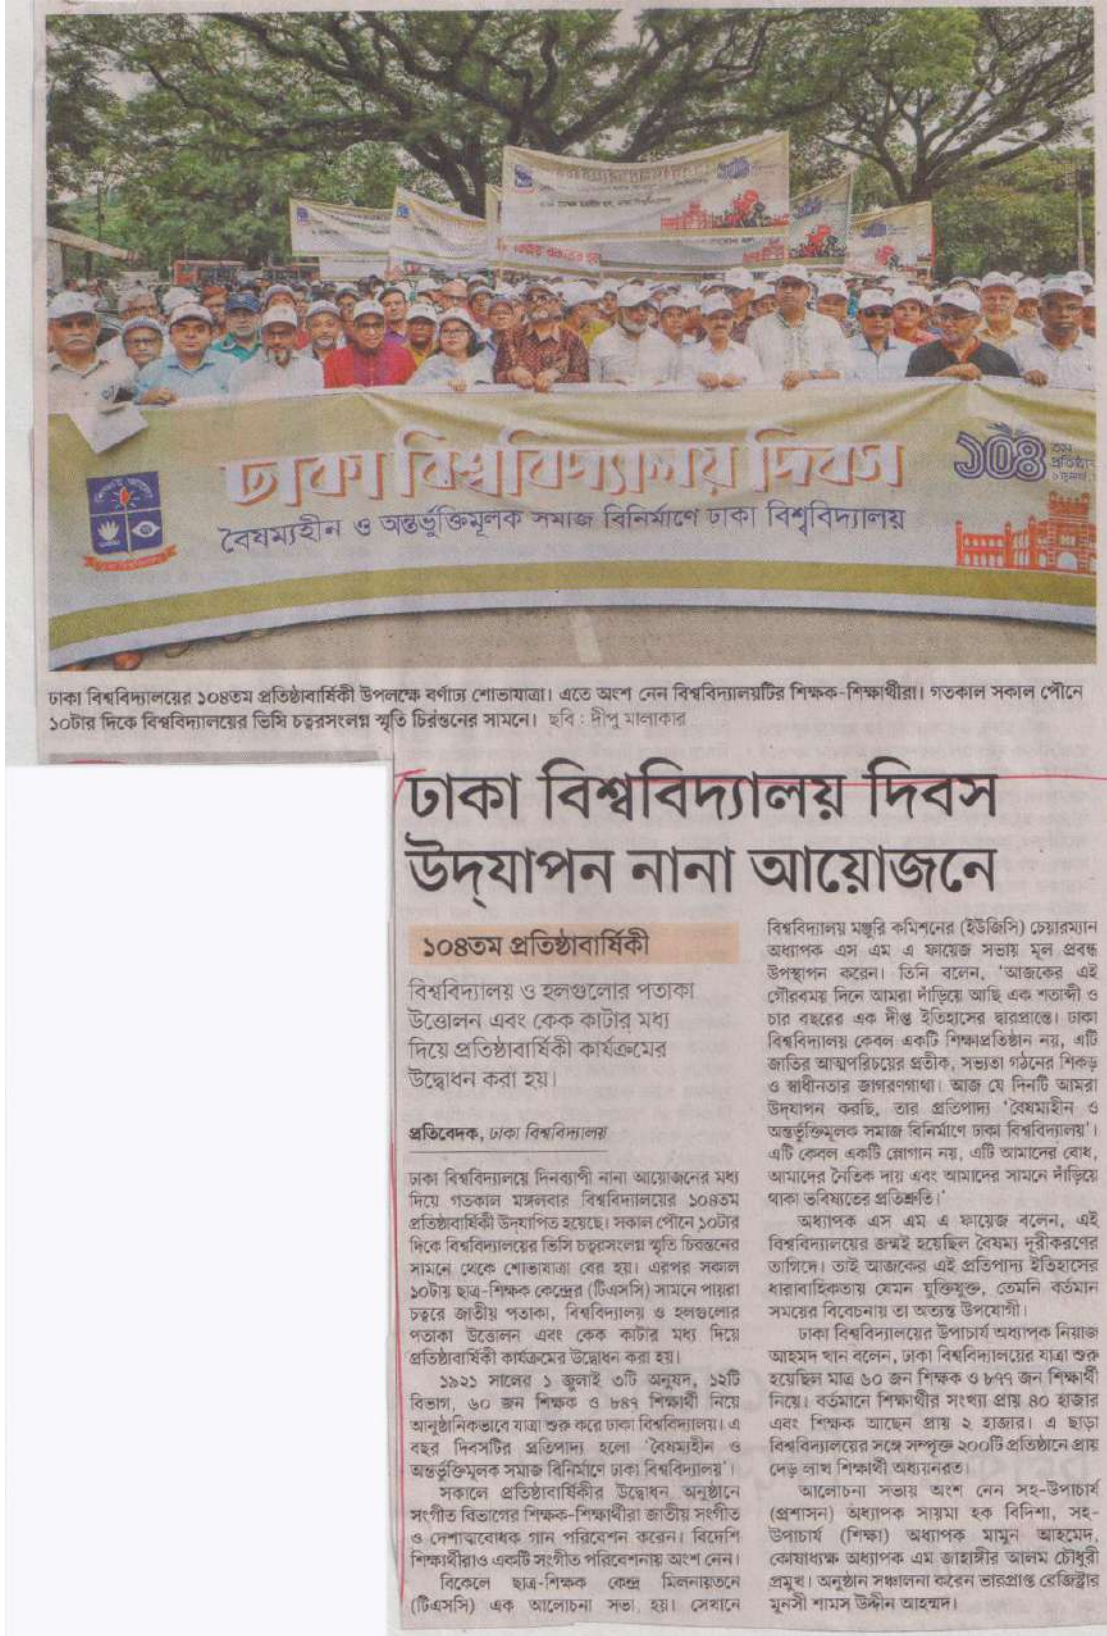 ঢাকা বিশ্ববিদ্যালয় দিবস
বৈষম্যহীন ও অন্তর্ভুক্তিমূলক সমাজ বিনির্মাণে ঢাকা বিশ্ববিদ্যালয়
১০৪
তম
ঢাকা বিশ্ববিদ্যালয়ের ১০৪তম প্রতিষ্ঠাবার্ষিকী উপলক্ষে বর্ণাঢ্য শোভাযাত্রা। এতে অংশ নেন বিশ্ববিদ্যালয়টির শিক্ষক-শিক্ষার্থীরা। গতকাল সকাল পৌনে
১০টার দিকে বিশ্ববিদ্যালয়ের ভিসি চত্বরসংলগ্ন স্মৃতি চিরন্তনের সামনে। ছবি : দীপু মালাকার
ঢাকা বিশ্ববিদ্যালয় দিবস
উদ্‌যাপন নানা আয়োজনে
১০৪তম প্রতিষ্ঠাবার্ষিকী
বিশ্ববিদ্যালয় ও হলগুলোর পতাকা
উত্তোলন এবং কেক কাটার মধ্য
দিয়ে প্রতিষ্ঠাবার্ষিকী কার্যক্রমের
উদ্বোধন করা হয়।
প্রতিবেদক, ঢাকা বিশ্ববিদ্যালয়
ঢাকা বিশ্ববিদ্যালয়ে দিনব্যাপী নানা আয়োজনের মধ্য
দিয়ে গতকাল মঙ্গলবার বিশ্ববিদ্যালয়ের ১০৪তম
প্রতিষ্ঠাবার্ষিকী উদ্‌যাপিত হয়েছে। সকাল পৌনে ১০টার
দিকে বিশ্ববিদ্যালয়ের ভিসি চত্বরসংলগ্ন স্মৃতি চিরন্তনের
সামনে থেকে শোভাযাত্রা বের হয়। এরপর সকাল
১০টায় ছাত্র-শিক্ষক কেন্দ্রের (টিএসসি) সামনে পায়রা
চত্বরে জাতীয় পতাকা, বিশ্ববিদ্যালয় ও হলগুলোর
পতাকা উত্তোলন এবং কেক কাটার মধ্য দিয়ে
প্রতিষ্ঠাবার্ষিকী কার্যক্রমের উদ্বোধন করা হয়।
১৯২১ সালের ১ জুলাই ৩টি অনুষদ, ১২টি
বিভাগ, ৬০ জন শিক্ষক ও ৮৪৭ শিক্ষার্থী নিয়ে
আনুষ্ঠানিকভাবে যাত্রা শুরু করে ঢাকা বিশ্ববিদ্যালয়। এ
বছর দিবসটির প্রতিপাদ্য হলো ‘বৈষম্যহীন ও
অন্তর্ভুক্তিমূলক সমাজ বিনির্মাণে ঢাকা বিশ্ববিদ্যালয়’।
সকালে প্রতিষ্ঠাবার্ষিকীর উদ্বোধন অনুষ্ঠানে
সংগীত বিভাগের শিক্ষক-শিক্ষার্থীরা জাতীয় সংগীত
ও দেশাত্মবোধক গান পরিবেশন করেন। বিদেশি
শিক্ষার্থীরাও একটি সংগীত পরিবেশনায় অংশ নেন।
বিকেলে ছাত্র-শিক্ষক কেন্দ্র মিলনায়তনে
(টিএসসি) এক আলোচনা সভা হয়। সেখানে
বিশ্ববিদ্যালয় মঞ্জুরি কমিশনের (ইউজিসি) চেয়ারম্যান
অধ্যাপক এস এম এ ফায়েজ সভায় মূল প্রবন্ধ
উপস্থাপন করেন। তিনি বলেন, ‘আজকের এই
গৌরবময় দিনে আমরা দাঁড়িয়ে আছি এক শতাব্দী ও
চার বছরের এক দীপ্ত ইতিহাসের দ্বারপ্রান্তে। ঢাকা
বিশ্ববিদ্যালয় কেবল একটি শিক্ষাপ্রতিষ্ঠান নয়, এটি
জাতির আত্মপরিচয়ের প্রতীক, সভ্যতা গঠনের শিকড়
ও স্বাধীনতার জাগরণগাথা। আজ যে দিনটি আমরা
উদ্‌যাপন করছি, তার প্রতিপাদ্য ‘বৈষম্যহীন ও
অন্তর্ভুক্তিমূলক সমাজ বিনির্মাণে ঢাকা বিশ্ববিদ্যালয়’।
এটি কেবল একটি স্লোগান নয়, এটি আমাদের বোধ,
আমাদের নৈতিক দায় এবং আমাদের সামনে দাঁড়িয়ে
থাকা ভবিষ্যতের প্রতিশ্রুতি।’
অধ্যাপক এস এম এ ফায়েজ বলেন, এই
বিশ্ববিদ্যালয়ের জন্মই হয়েছিল বৈষম্য দূরীকরণের
তাগিদে। তাই আজকের এই প্রতিপাদ্য ইতিহাসের
ধারাবাহিকতায় যেমন যুক্তিযুক্ত, তেমনি বর্তমান
সময়ের বিবেচনায় তা অত্যন্ত উপযোগী।
ঢাকা বিশ্ববিদ্যালয়ের উপাচার্য অধ্যাপক নিয়াজ
আহমদ খান বলেন, ঢাকা বিশ্ববিদ্যালয়ের যাত্রা শুরু
হয়েছিল মাত্র ৬০ জন শিক্ষক ও ৮৭৭ জন শিক্ষার্থী
নিয়ে। বর্তমানে শিক্ষার্থীর সংখ্যা প্রায় ৪০ হাজার
এবং শিক্ষক আছেন প্রায় ২ হাজার। এ ছাড়া
বিশ্ববিদ্যালয়ের সঙ্গে সম্পৃক্ত ২০০টি প্রতিষ্ঠানে প্রায়
দেড় লাখ শিক্ষার্থী অধ্যয়নরত।
আলোচনা সভায় অংশ নেন সহ-উপাচার্য
(প্রশাসন) অধ্যাপক সায়মা হক বিদিশা, সহ-
উপাচার্য (শিক্ষা) অধ্যাপক মামুন আহমেদ,
কোষাধ্যক্ষ অধ্যাপক এম জাহাঙ্গীর আলম চৌধুরী
প্রমুখ। অনুষ্ঠান সঞ্চালনা করেন ভারপ্রাপ্ত রেজিস্ট্রার
মুনসী শামস উদ্দীন আহম্মদ।